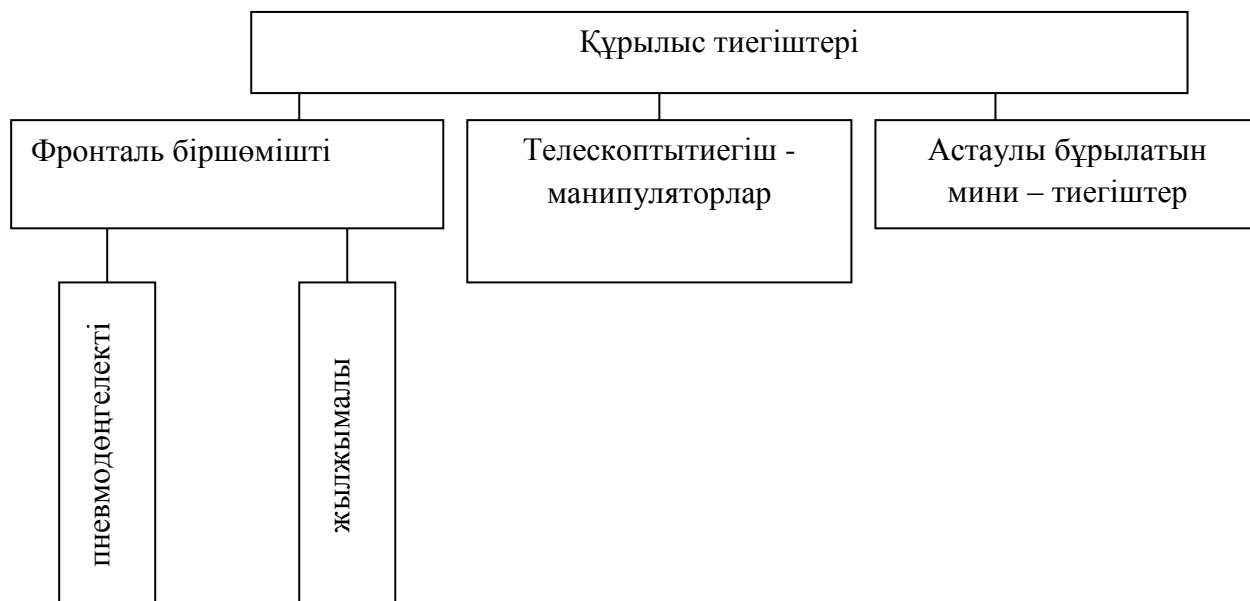 Құрылыс тиегіштері
Фронталь біршөмішті
Телескоптытиегіш -
манипуляторлар
Астаулы бұрылатын
мини – тиегіштер
пневмодөңгелекті
жылжымалы